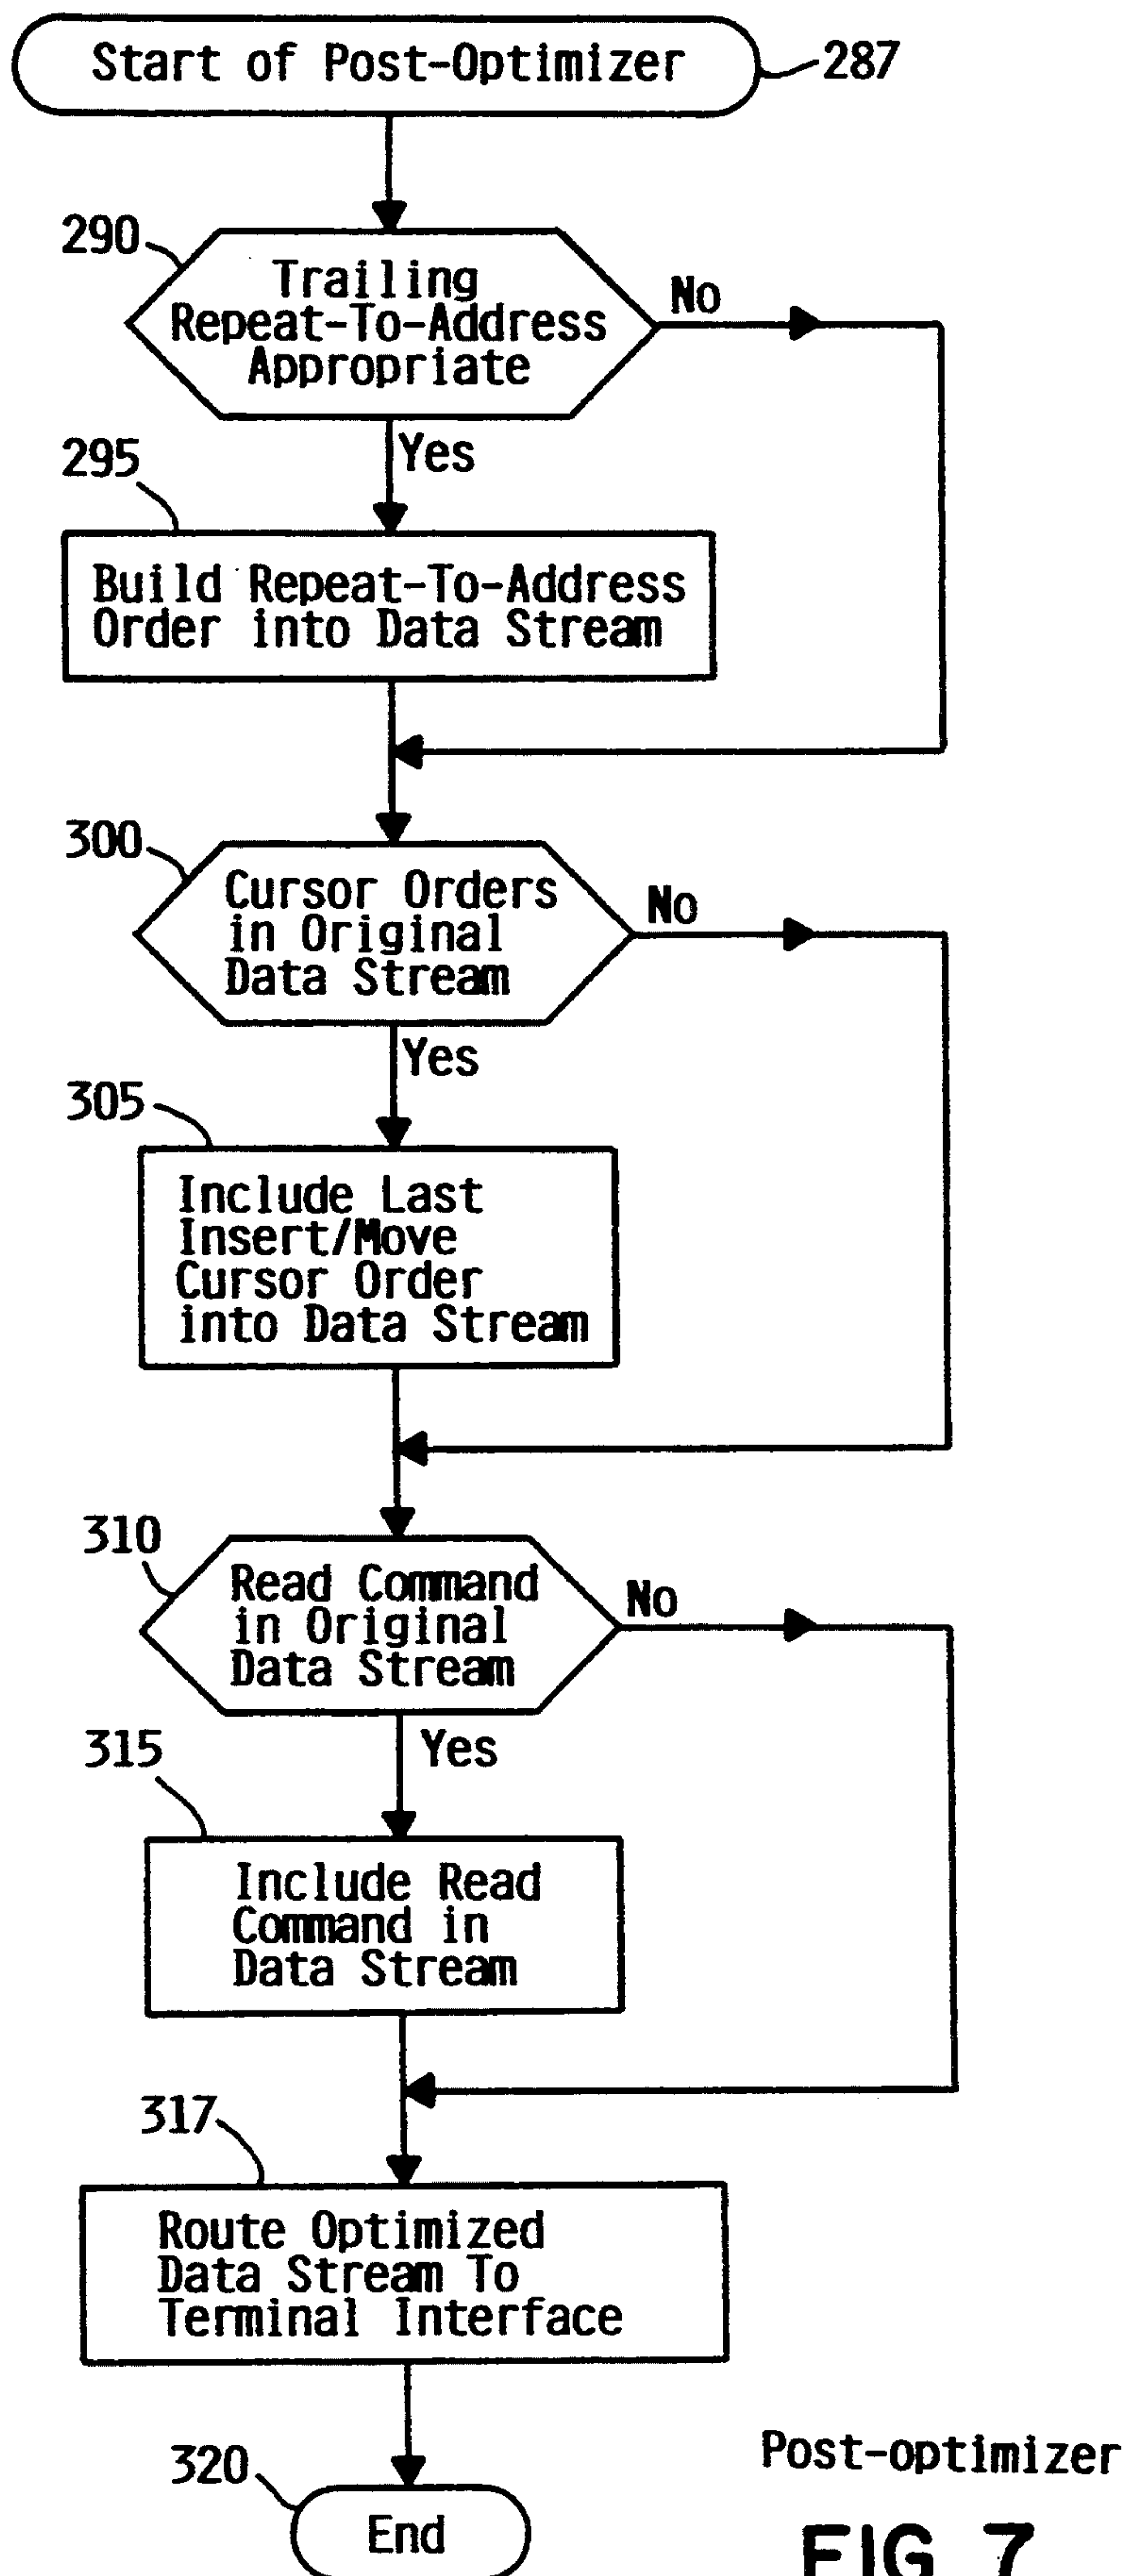 Start of Post-Optimizer
287
290
Trailing
Repeat-To-Address
Appropriate
No
Yes
295
Build Repeat-To-Address
Order into Data Stream
300
Cursor Orders
in Original
Data Stream
No
Yes
305
Include Last
Insert/Move
Cursor Order
into Data Stream
310
Read Command
in Original
Data Stream
No
Yes
315
Include Read
Command in
Data Stream
317
Route Optimized
Data Stream To
Terminal Interface
320
End
Post-optimizer
FIG 7